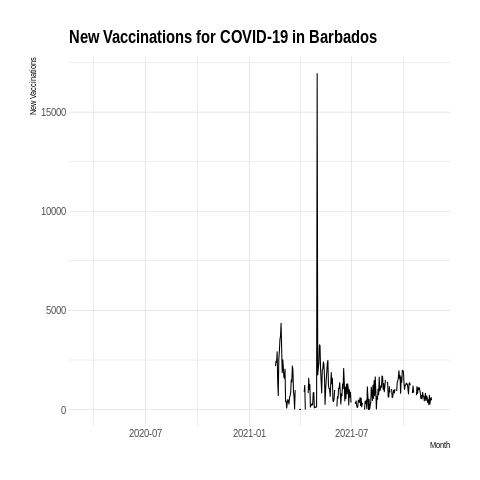 New Vaccinations for COVID-19 in Barbados
New Vaccinations
15000
10000
5000
0
2020-07
2021-01
2021-07
Month